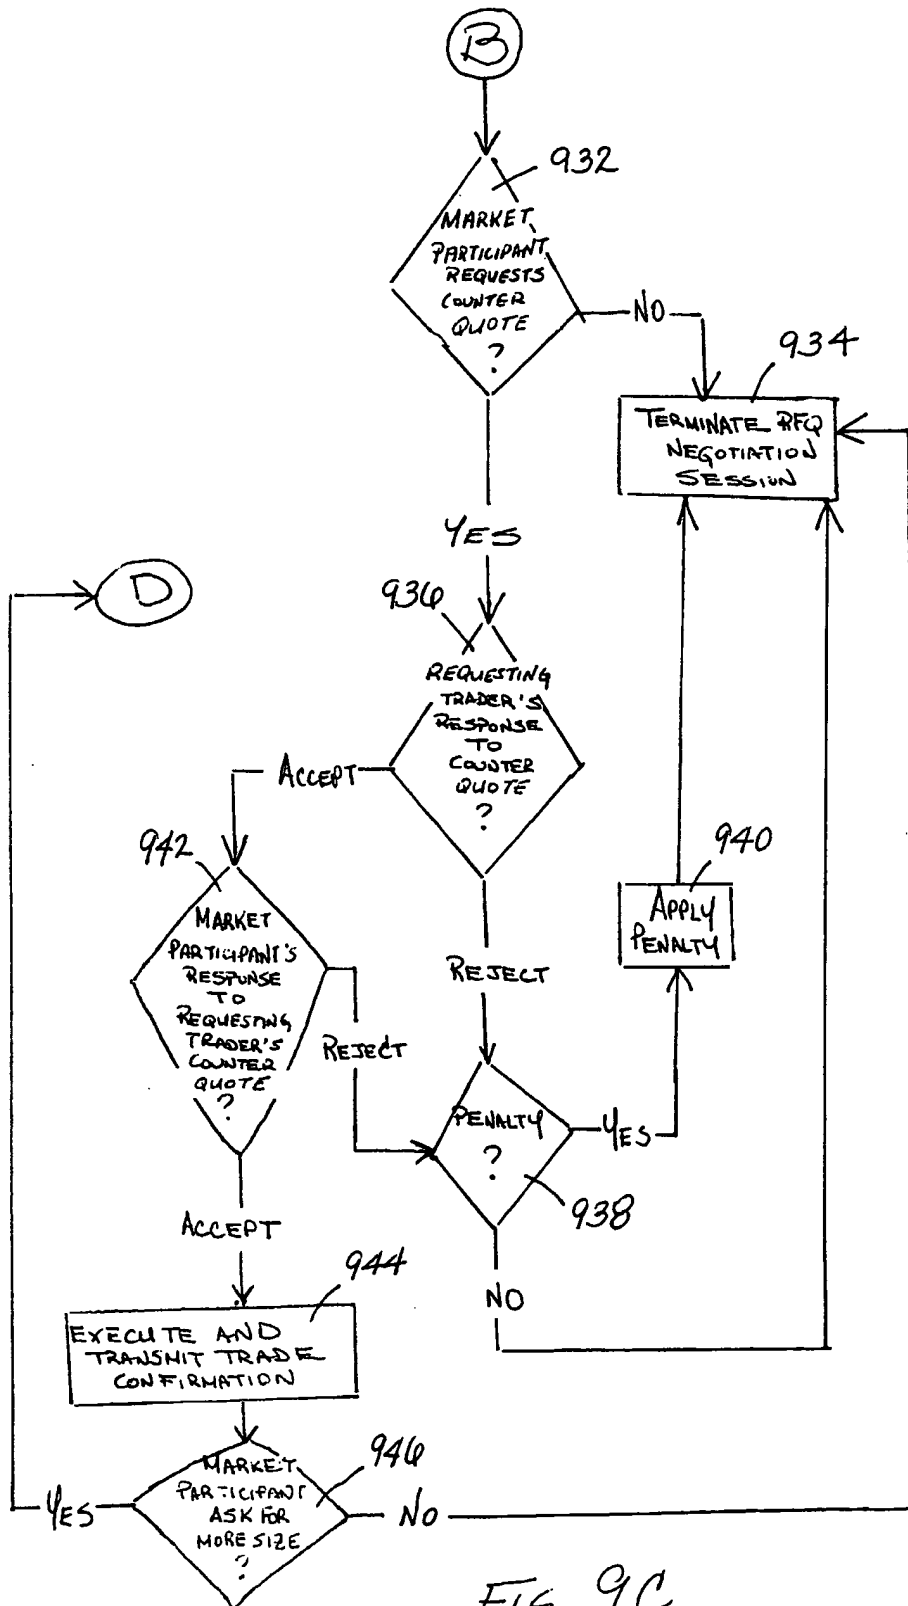 B
932
MARKET
PARTICIPANT
REQUESTS
COUNTER
QUOTE
?
NO
934
TERMINATE RFQ
NEGOTIATION
SESSION
YES
D
936
REQUESTING
TRADER'S
RESPONSE
TO
COUNTER
QUOTE
?
ACCEPT
942
MARKET
PARTICIPANT'S
RESPONSE
TO
REQUESTING
TRADER'S
COUNTER
QUOTE
?
REJECT
REJECT
940
APPLY
PENALTY
PENALTY
?
YES
938
NO
ACCEPT
944
EXECUTE AND
TRANSMIT TRADE
CONFIRMATION
946
MARKET
PARTICIPANT
ASK FOR
MORE SIZE
?
YES
NO
FIG. 9C